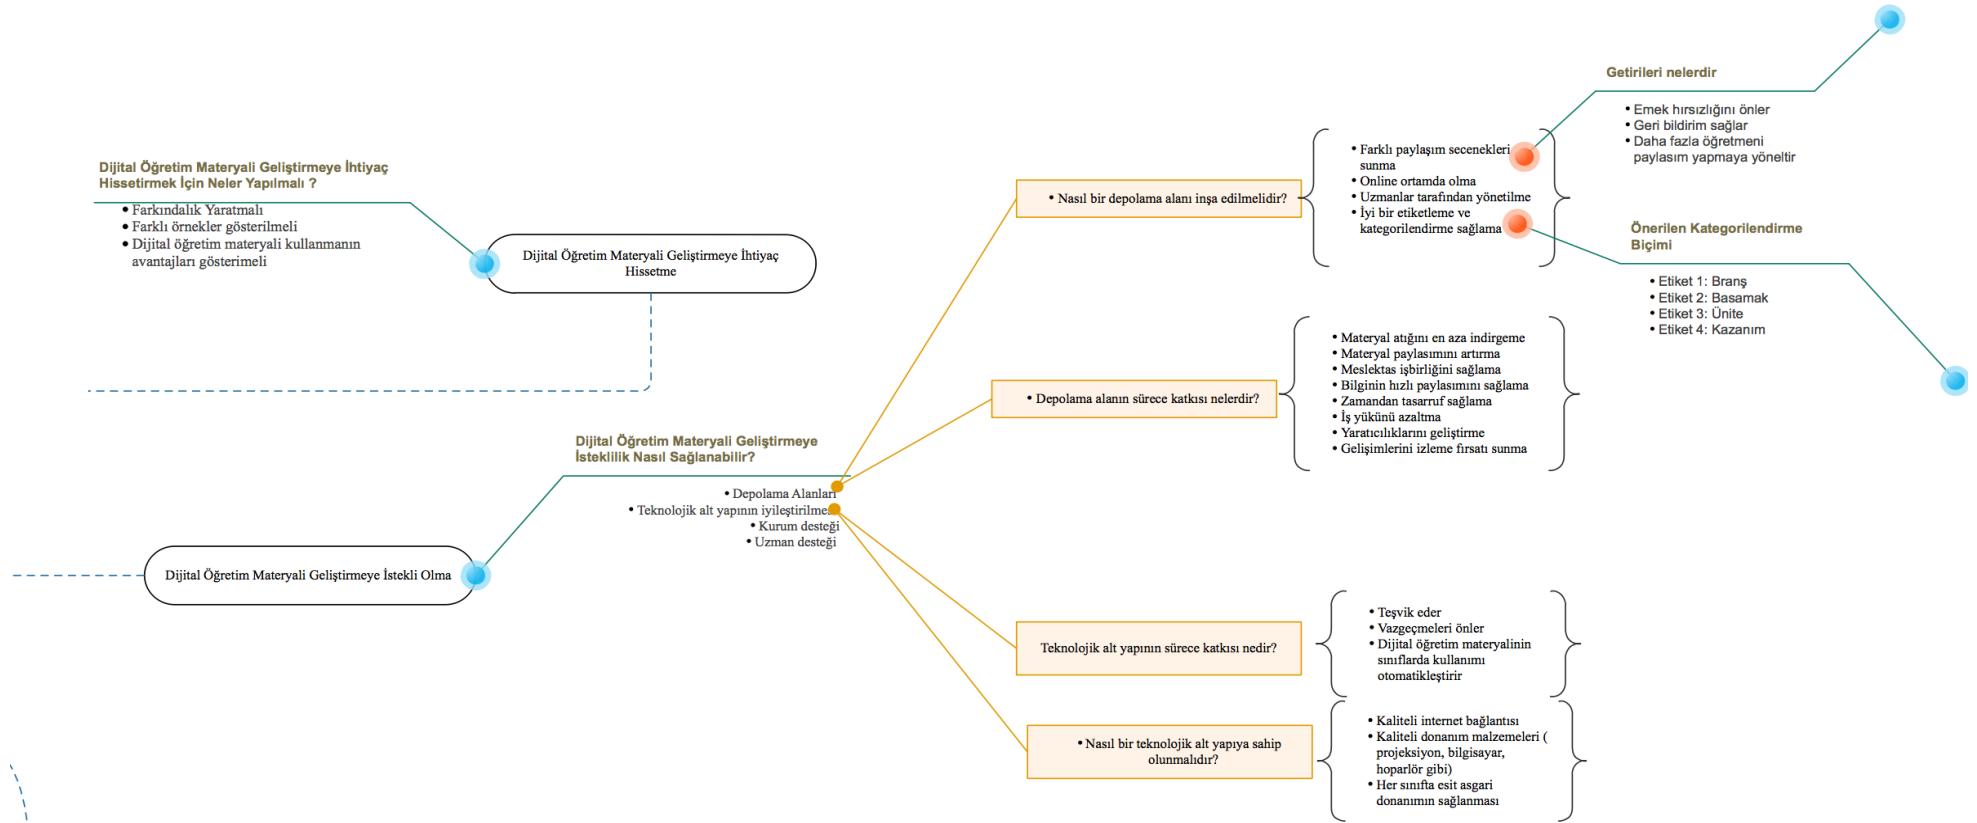 Getirileri nelerdir
• Emek hırsızlığını önler
• Geri bildirim sağlar
• Daha fazla öğretmeni
paylasım yapmaya yöneltir
Dijital Öğretim Materyali Geliştirmeye İhtiyaç
Hissetirmek İçin Neler Yapılmalı ?
• Farkındalık Yaratmalı
• Farklı örnekler gösterilmeli
• Dijital öğretim materyali kullanmanın
avantajları gösterimeli
Dijital Öğretim Materyali Geliştirmeye İhtiyaç
Hissetme
• Nasıl bir depolama alanı inşa edilmelidir?
• Farklı paylaşım secenekleri
sunma
• Online ortamda olma
• Uzmanlar tarafından yönetilme
• İyi bir etiketleme ve
kategorilendirme sağlama
Önerilen Kategorilendirme
Biçimi
• Etiket 1: Branş
• Etiket 2: Basamak
• Etiket 3: Ünite
• Etiket 4: Kazanım
• Depolama alanın sürece katkısı nelerdir?
• Materyal atığını en aza indirgeme
• Materyal paylasımını artırma
• Meslektas işbirliğini sağlama
• Bilginin hızlı paylasımını sağlama
• Zamandan tasarruf sağlama
• İş yükünü azaltma
• Yaratıcılıklarını geliştirme
• Gelişimlerini izleme fırsatı sunma
Dijital Öğretim Materyali Geliştirmeye
İsteklilik Nasıl Sağlanabilir?
• Depolama Alanları
• Teknolojik alt yapının
• Kurum desteği
• Uzman desteği
Dijital Öğretim Materyali Geliştirmeye İstekli Olma
Teknolojik alt yapının sürece katkısı nedir?
• Teşvik eder
• Vazgeçmeleri önler
• Dijital öğretim materyalinin
sınıflarda kullanımı
otomatikleştirir
• Nasıl bir teknolojik alt yapıya sahip
olunmalıdır?
• Kaliteli internet bağlantısı
• Kaliteli donanım malzemeleri (
projeksiyon, bilgisayar,
hoparlör gibi)
• Her sınıfta esit asgari
donanımın sağlanması